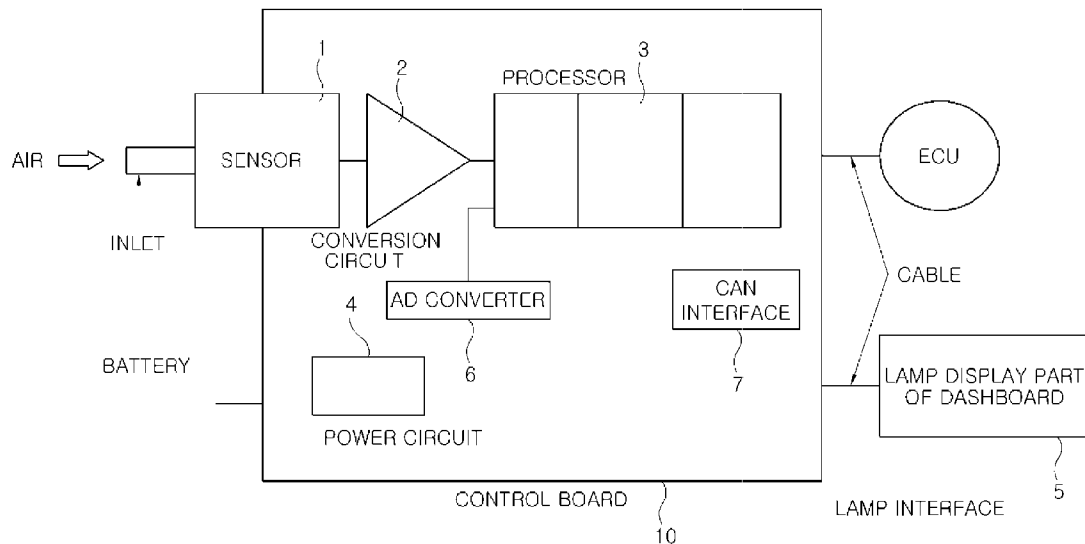 1
2
PROCESSOR
3
AIR
SENSOR
ECU
INLET
CONVERSION
CIRCUIT
AD CONVERTER
6
CAN
INTERFACE
7
CABLE
BATTERY
4
POWER CIRCUIT
LAMP DISPLAY PART
OF DASHBOARD
5
CONTROL BOARD
10
LAMP INTERFACE